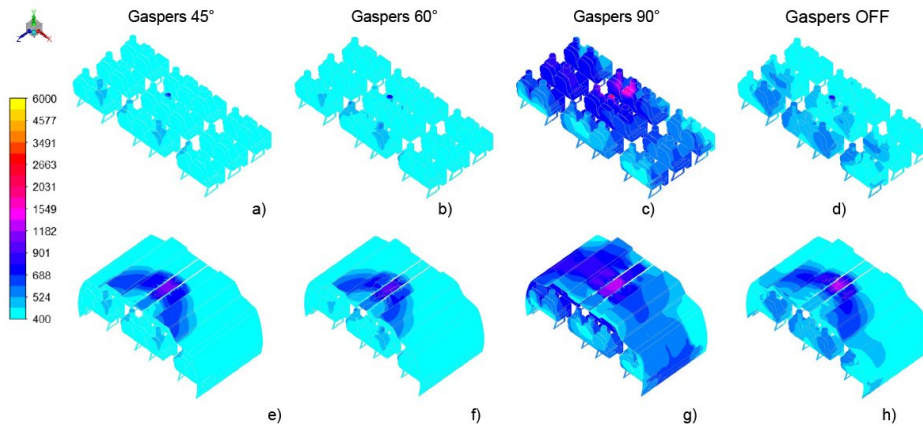 Gaspers 45°
Gaspers 60°
Gaspers 90°
Gaspers OFF
Y
Z
X
6000
4577
3491
2663
2031
1549
1182
901
688
524
400
a)
b)
c)
d)
e)
f)
g)
h)